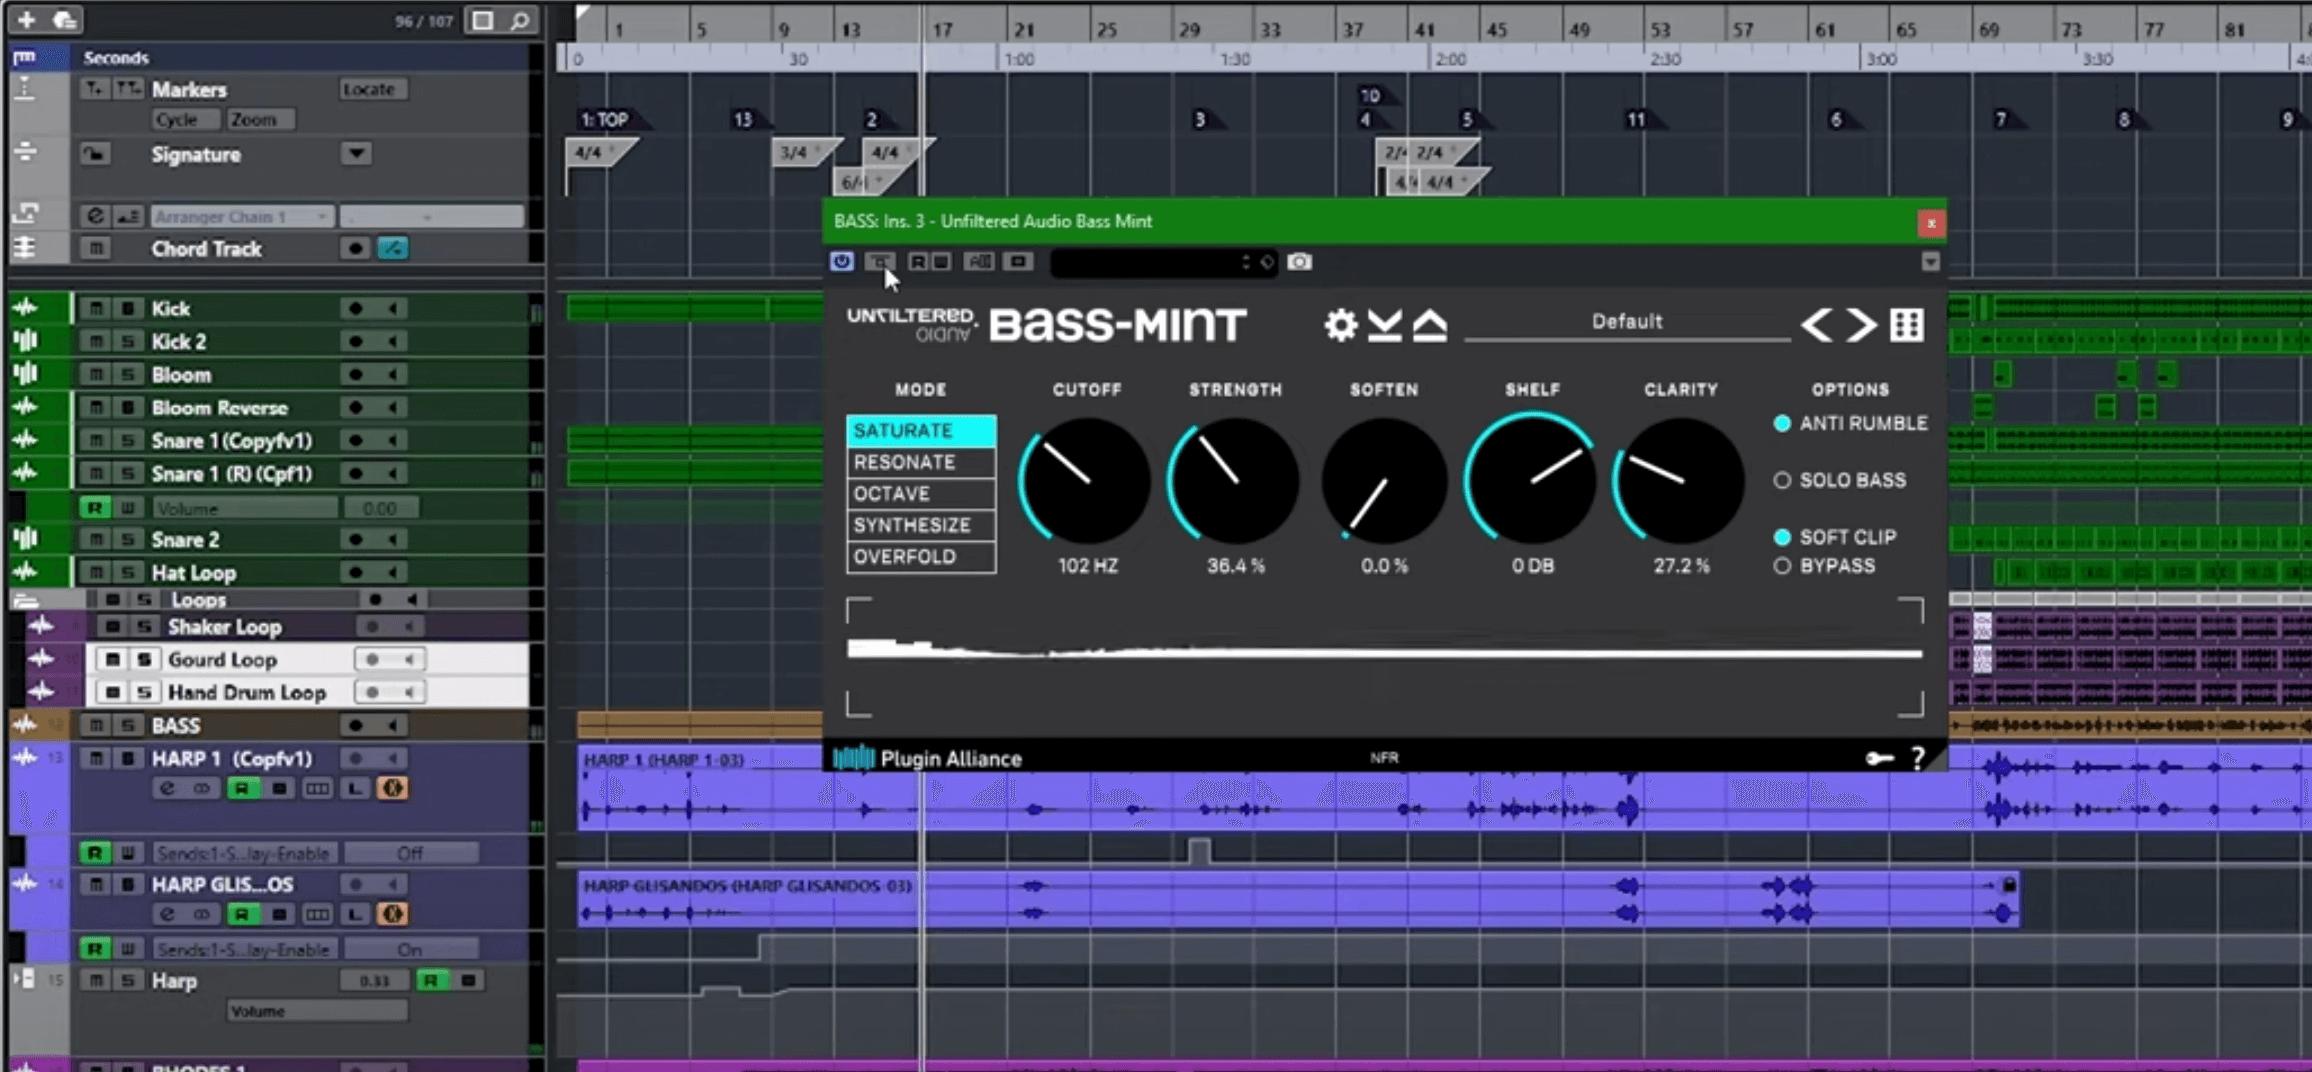 96 / 107
1 5 9 13 17 21 25 29 33 37 41 45 49 53 57 61 65 69 73 77 81
Seconds
0 30 1:00 1:30 2:00 2:30 3:00 3:30 4:
Markers Locate
Cycle Zoom
10
1: TOP 13 2 3 4 5 11 6 7 8 9
Signature
4/4 3/4 4/4 2/4 2/4
6/4 4/4 4/4
Arranger Chain 1
Chord Track
BASS: Ins. 3 - Unfiltered Audio Bass Mint
R W
UNFILTERED AUDIO BASS-MINT
Default
MODE CUTOFF STRENGTH SOFTEN SHELF CLARITY OPTIONS
SATURATE
RESONATE
OCTAVE
SYNTHESIZE
OVERFOLD
102 HZ 36.4 % 0.0 % 0 DB 27.2 %
ANTI RUMBLE
SOLO BASS
SOFT CLIP
BYPASS
Plugin Alliance NFR ?
Kick
m S Kick 2
m S Bloom
Bloom Reverse
m S Snare 1 (Copyfv1)
m S Snare 1 (R) (Cpf1)
R W Volume 0.00
m S Snare 2
m S Hat Loop
S Loops
S Shaker Loop
S Gourd Loop
S Hand Drum Loop
m S BASS
13 HARP 1 (Copfv1)
HARP 1 (HARP 1-03)
R W Sends:1-S...lay-Enable Off
14 HARP GLIS...OS
HARP GLISANDOS (HARP GLISANDOS-03)
R W Sends:1-S...lay-Enable On
15 m S Harp 0.33 R
Volume
RHODES 1